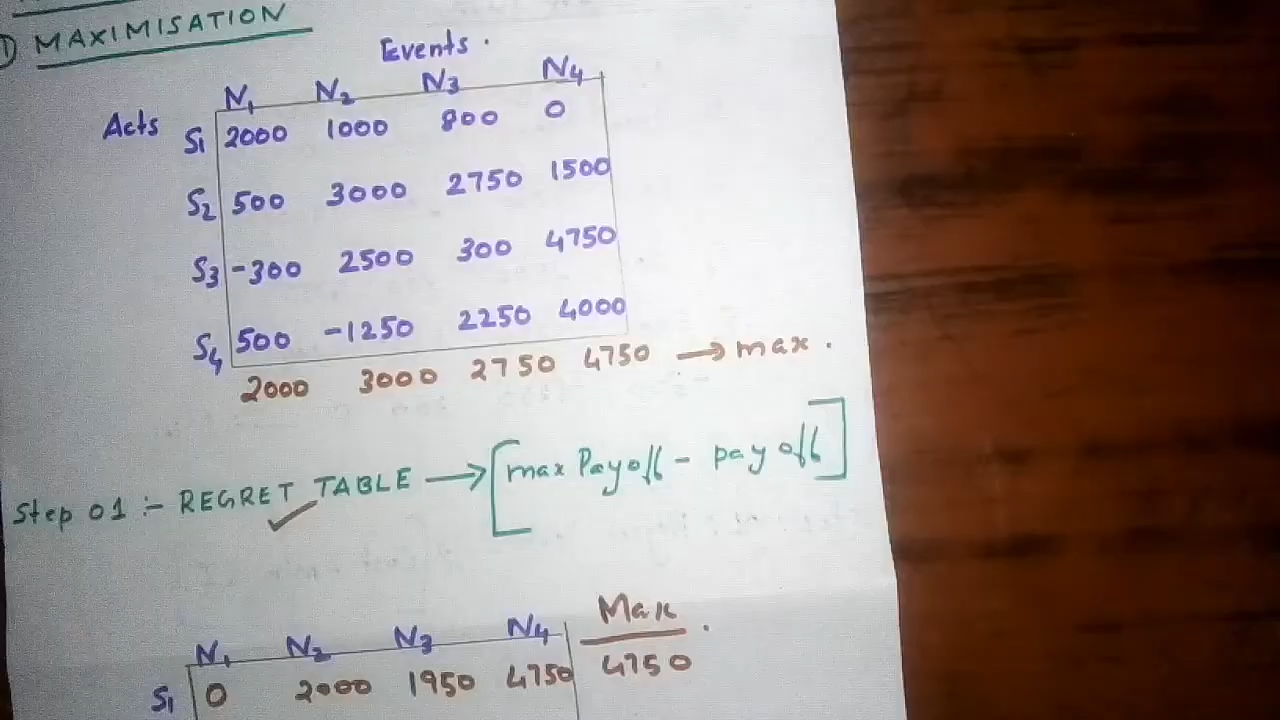 1) MAXIMISATION
Events.
N1 N2 N3 N4
Acts S1 2000 1000 800 0
S2 500 3000 2750 1500
S3 -300 2500 300 4750
S4 500 -1250 2250 4000
2000 3000 2750 4750 → max.
Step 01 :- REGRET TABLE → [max Payoff - pay off]
N1 N2 N3 N4 Max.
S1 0 2000 1950 4750 4750